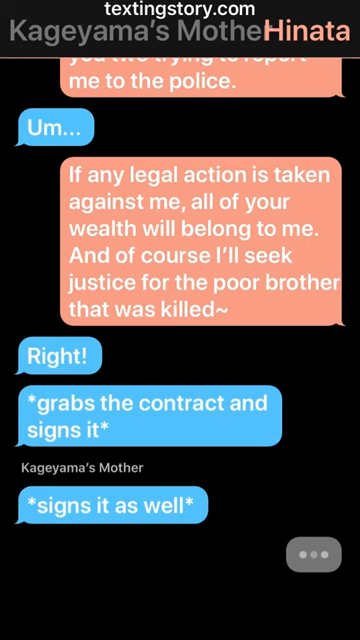 textingstory.com
Kageyama's Mothe Hinata
me to the police.
Um...
If any legal action is taken
against me, all of your
wealth will belong to me.
And of course I'll seek
justice for the poor brother
that was killed~
Right!
*grabs the contract and
signs it*
Kageyama's Mother
*signs it as well*